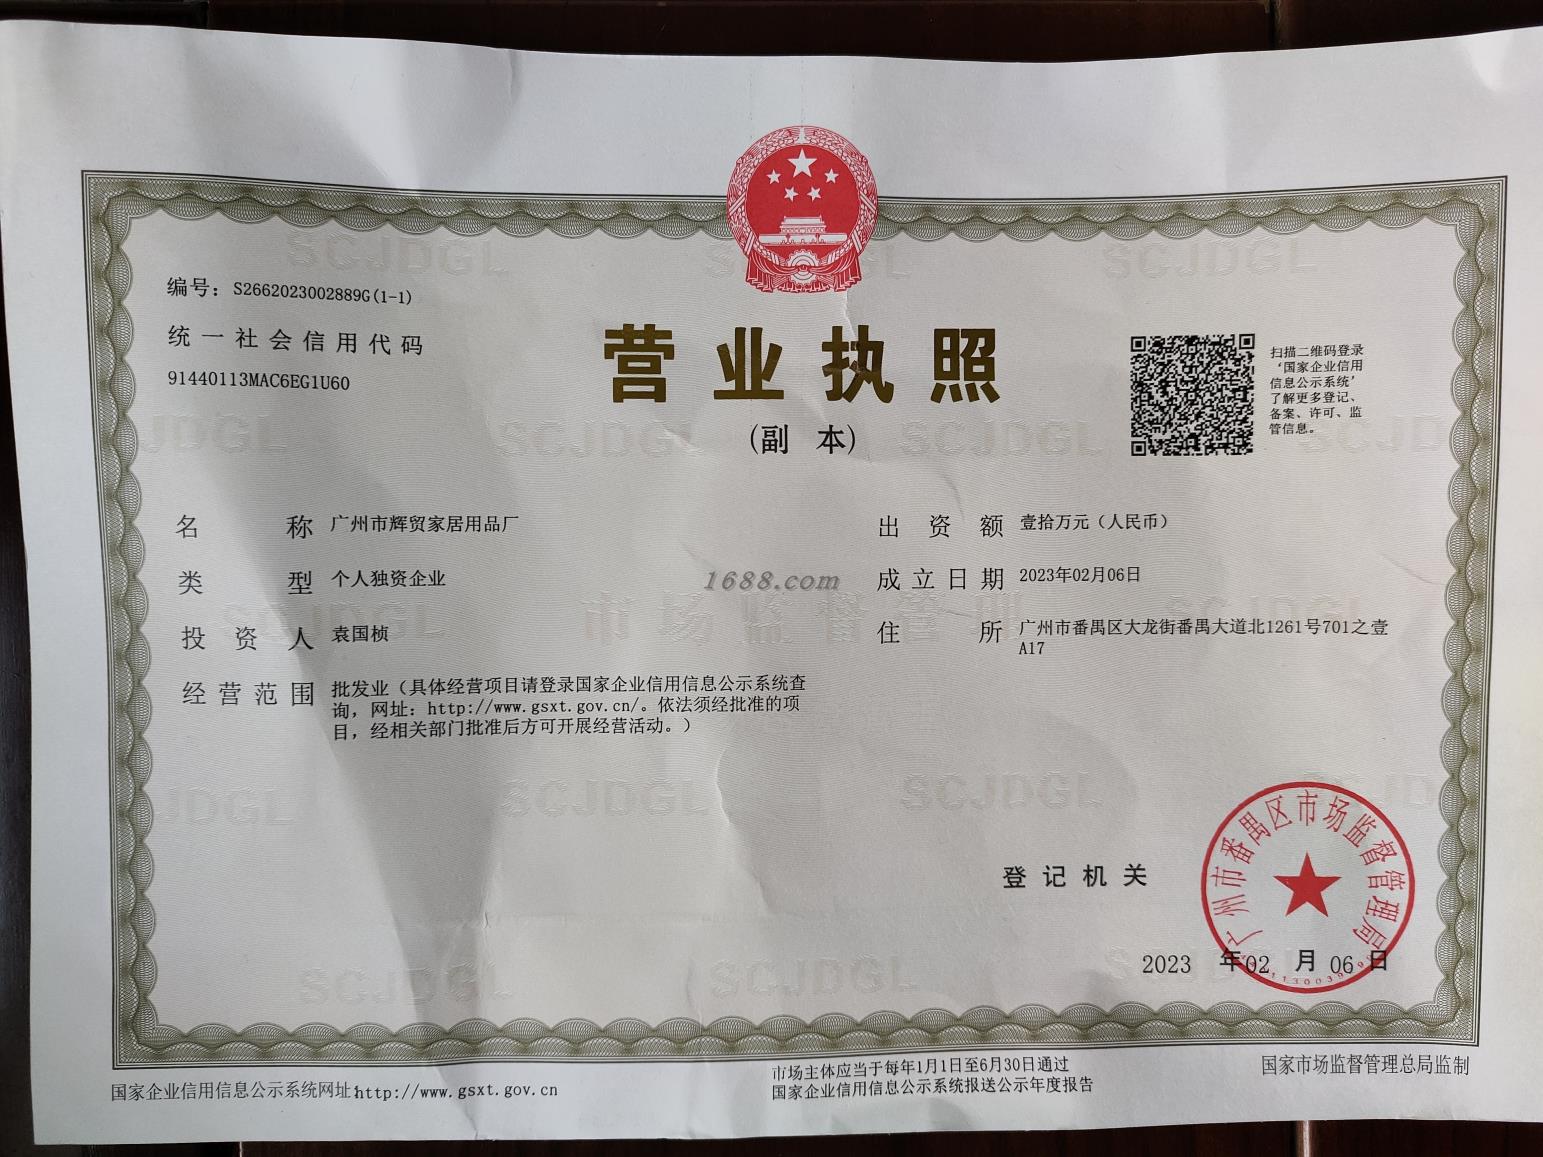 编号：S2662023002889G(1-1)
统一社会信用代码
91440113MAC6EG1U60
营业执照
(副 本)
扫描二维码登录
‘国家企业信用
信息公示系统’
了解更多登记、
备案、许可、监
管信息。
名称 广州市辉贸家居用品厂
类型 个人独资企业
投资人 袁国桢
经营范围 批发业（具体经营项目请登录国家企业信用信息公示系统查
询，网址：http://www.gsxt.gov.cn/。依法须经批准的项
目，经相关部门批准后方可开展经营活动。）
出资额 壹拾万元（人民币）
成立日期 2023年02月06日
住所 广州市番禺区大龙街番禺大道北1261号701之壹
A17
1688.com
SCJDGL
市场监督管理
登记机关
广州市番禺区市场监督管理局
2023 年02 月 06 日
国家企业信用信息公示系统网址:http://www.gsxt.gov.cn
市场主体应当于每年1月1日至6月30日通过
国家企业信用信息公示系统报送公示年度报告
国家市场监督管理总局监制